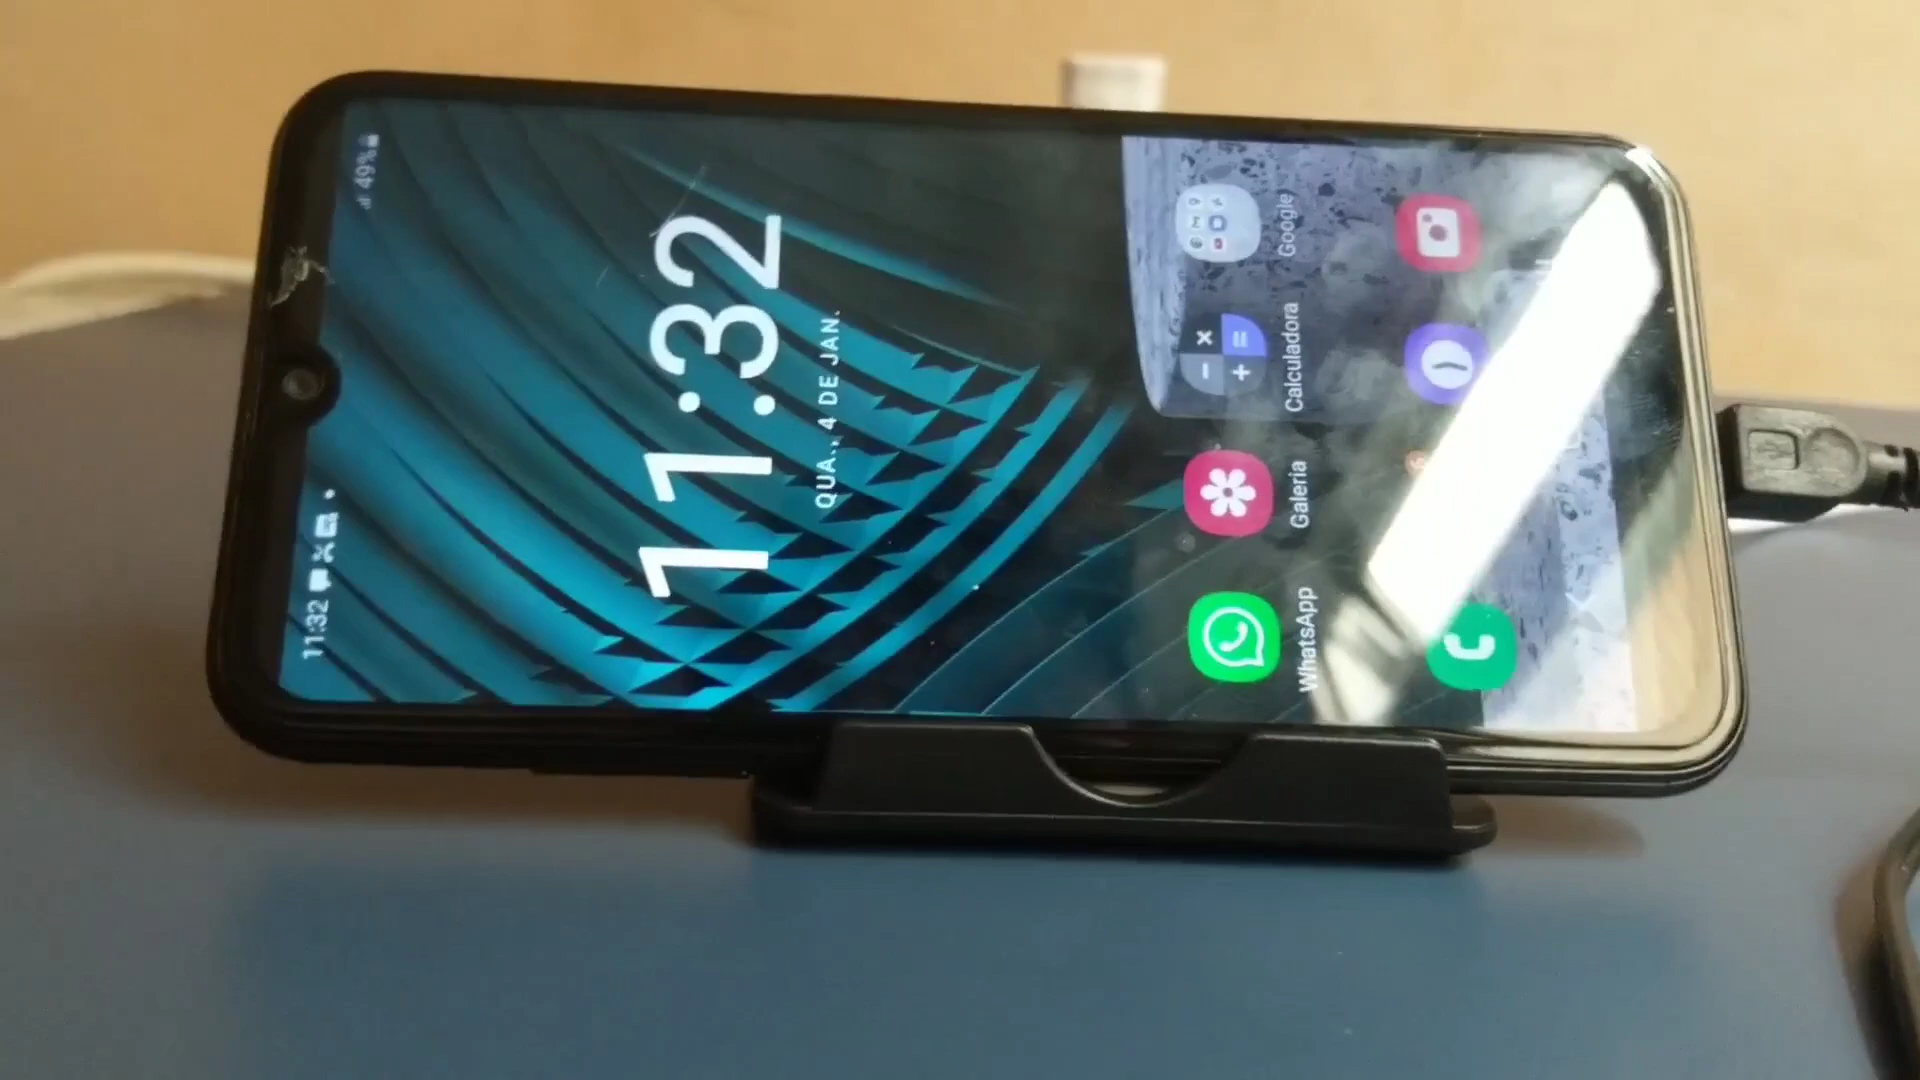 11:32
49%
11:32
QUA., 4 DE JAN.
WhatsApp
Galeria
Calculadora
Google